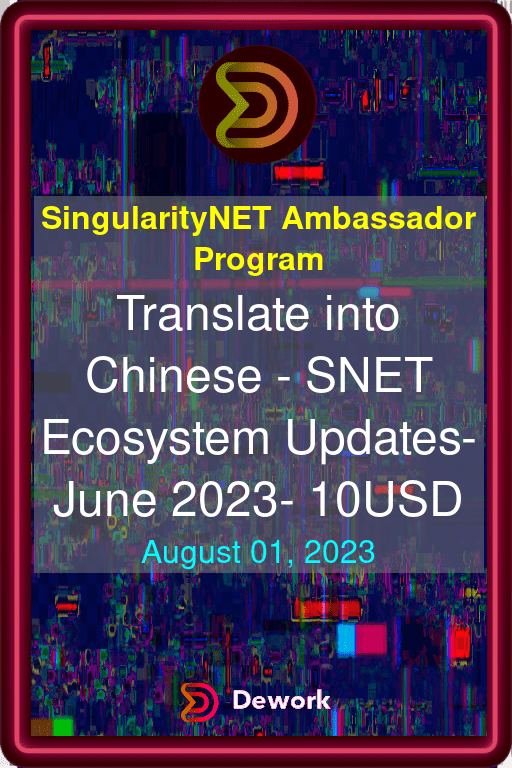 SingularityNET Ambassador
Program
Translate into
Chinese - SNET
Ecosystem Updates-
June 2023- 10USD
August 01, 2023
Dework